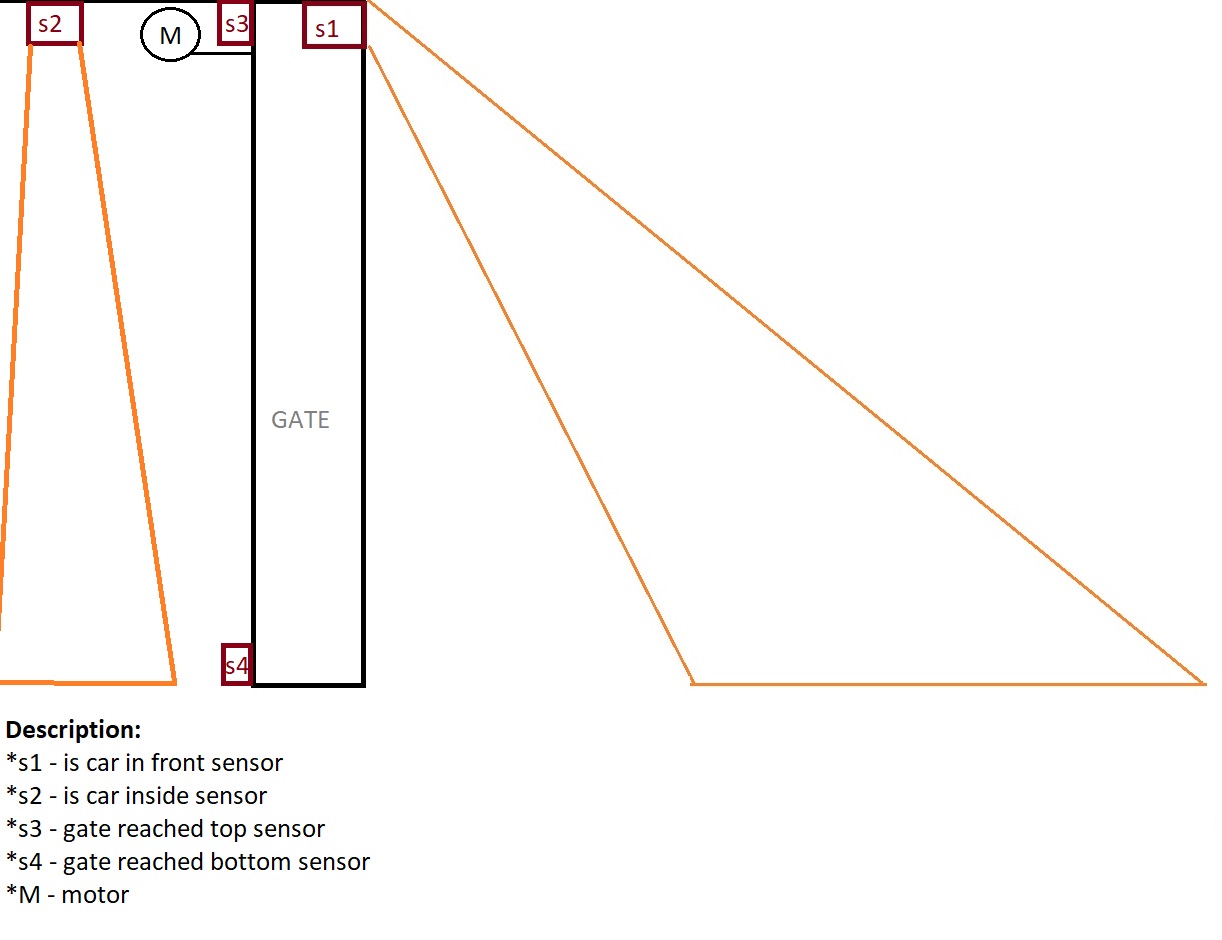 s2
M
s3
s1
GATE
s4
Description:
*s1 - is car in front sensor
*s2 - is car inside sensor
*s3 - gate reached top sensor
*s4 - gate reached bottom sensor
*M - motor